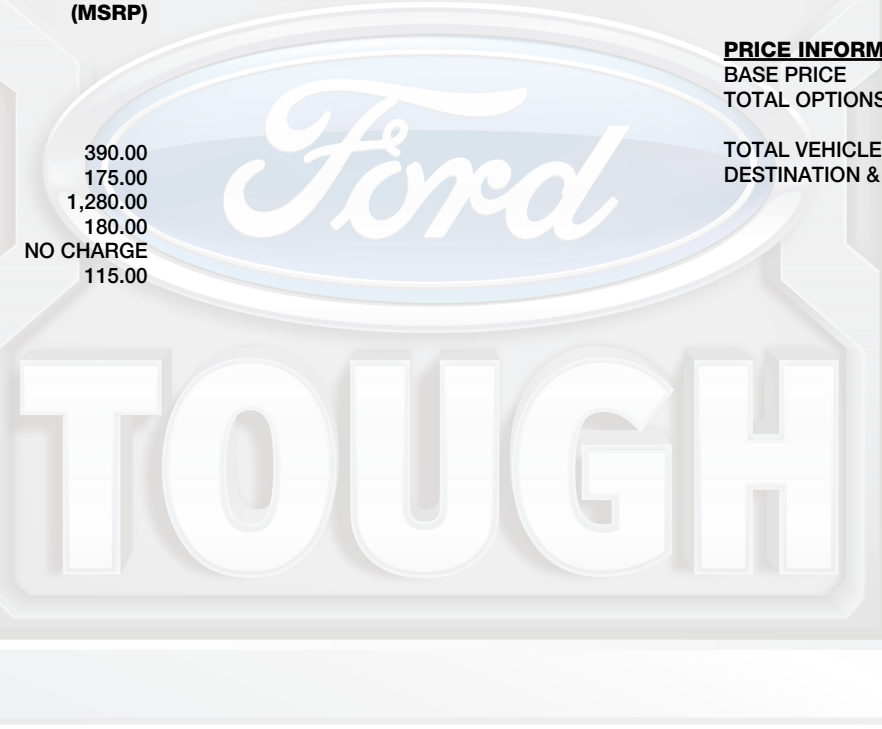 (MSRP)
390.00
175.00
1,280.00
180.00
NO CHARGE
115.00
PRICE INFORM
BASE PRICE
TOTAL OPTIONS
TOTAL VEHICLE
DESTINATION &
Ford
TOUGH